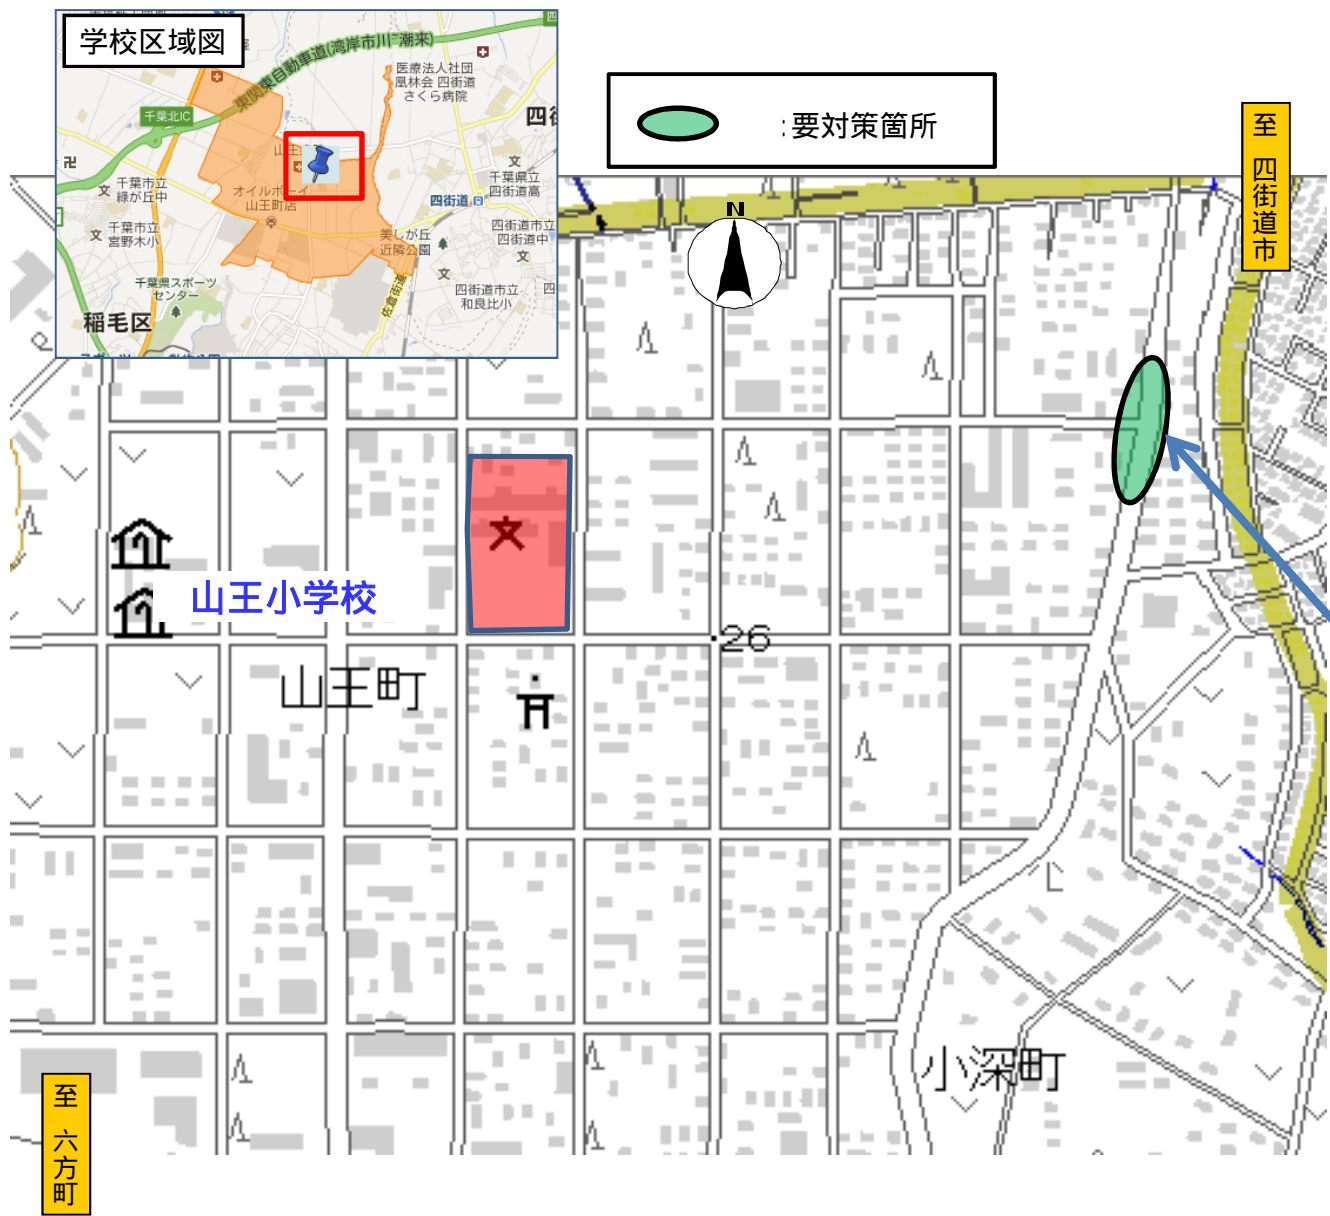 学校区域図
東関東自動車道(湾岸市川-潮来)
医療法人社団
凰林会 四街道
さくら病院
千葉北IC
千葉市立
緑が丘中
千葉市立
宮野木小
オイルボーイ
山王町店
四街道
千葉県立
四街道高
四街道市立
四街道中
美しが丘
近隣公園
四街道市立
和良比小
佐倉街道
千葉県スポーツ
センター
稲毛区
:要対策箇所
至 四街道市
N
山王小学校
文
26
山王町
小深町
至 六方町